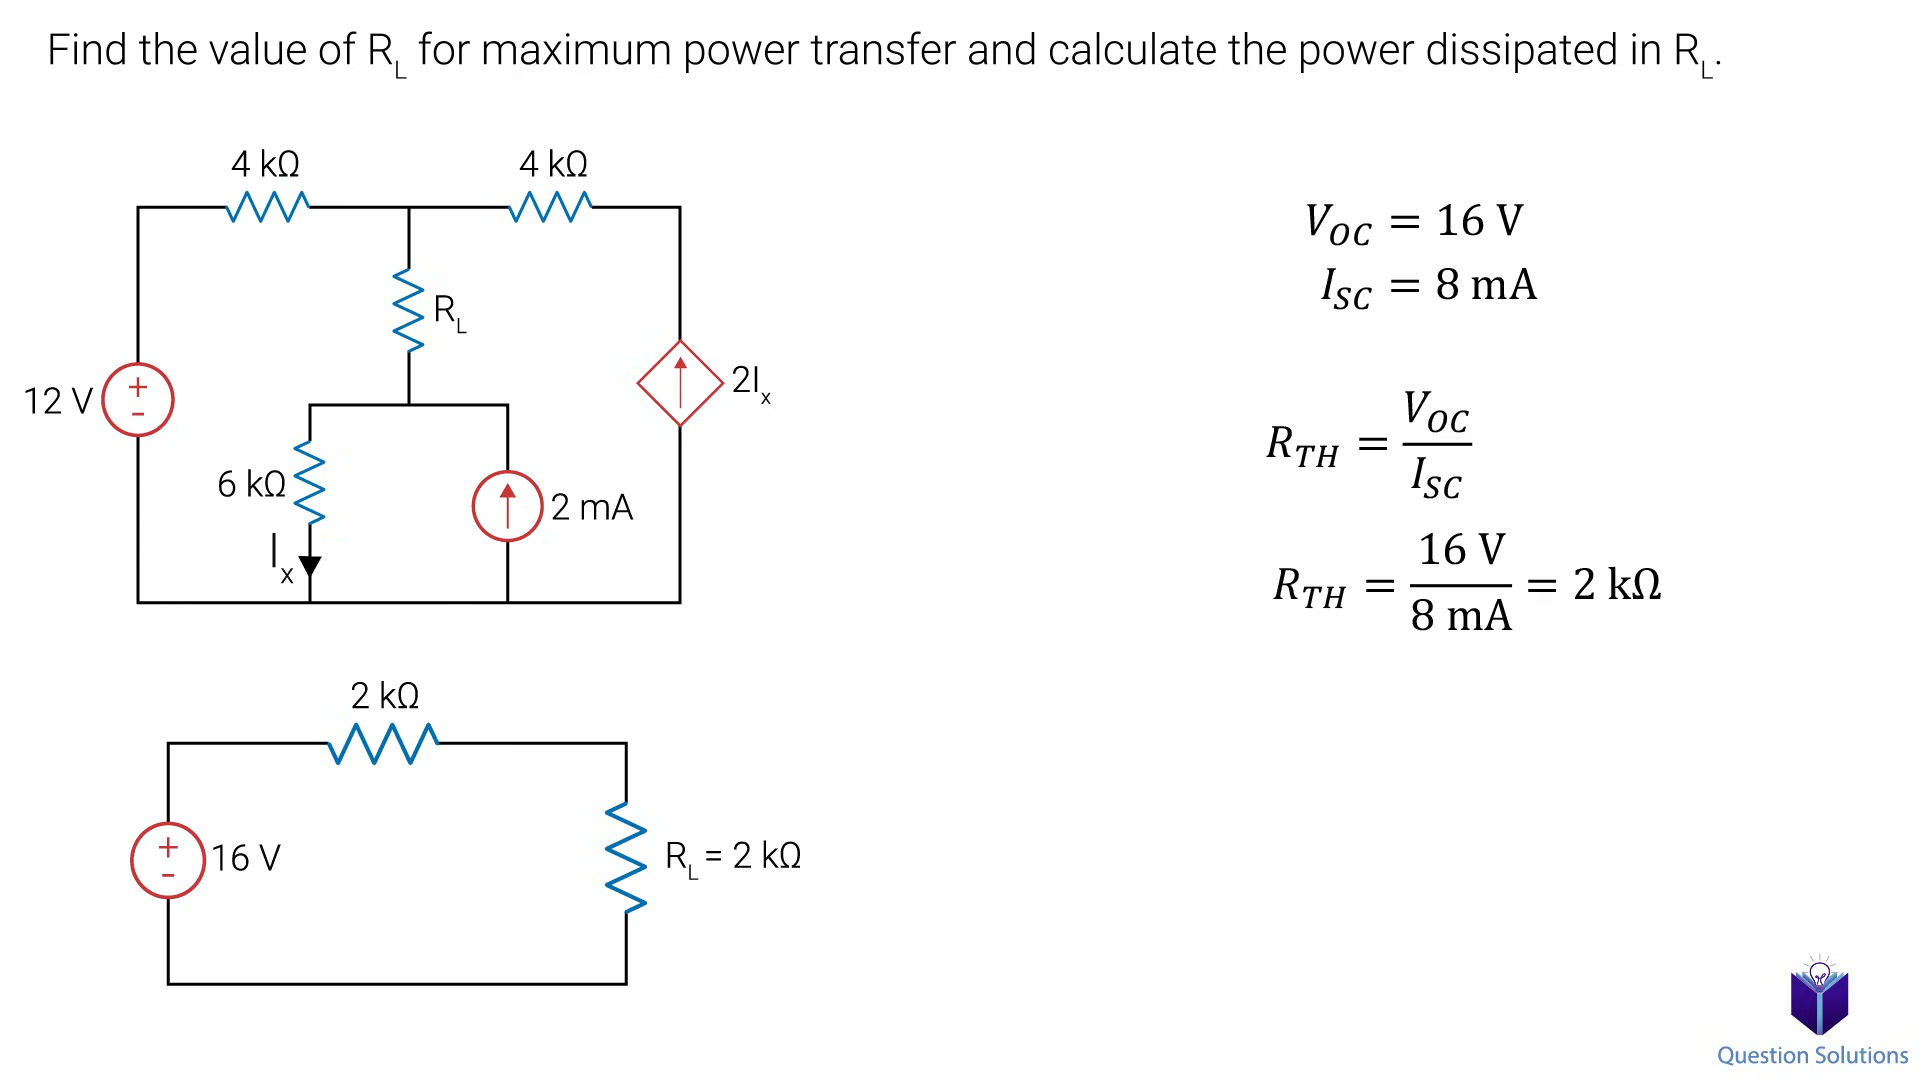 Find the value of R_L for maximum power transfer and calculate the power dissipated in R_L.
4 kΩ
4 kΩ
R_L
12 V
+
-
2I_x
6 kΩ
2 mA
I_x
V_OC = 16 V
I_SC = 8 mA
R_TH = V_OC / I_SC
R_TH = 16 V / 8 mA = 2 kΩ
2 kΩ
+
-
16 V
R_L = 2 kΩ
Question Solutions